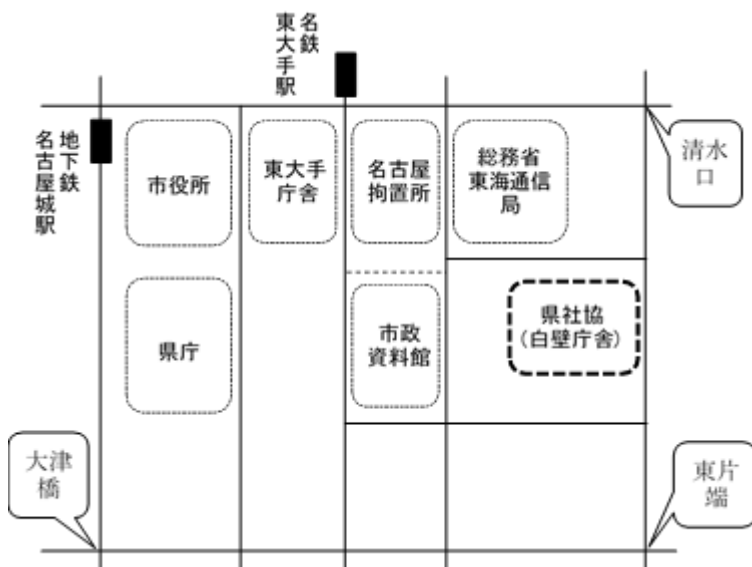 名鉄
東大手駅
地下鉄
名古屋城駅
市役所
東大手
庁舎
名古屋
拘置所
総務省
東海通信
局
清水
口
県庁
市政
資料館
県社協
（白壁庁舎）
大津
橋
東片
端